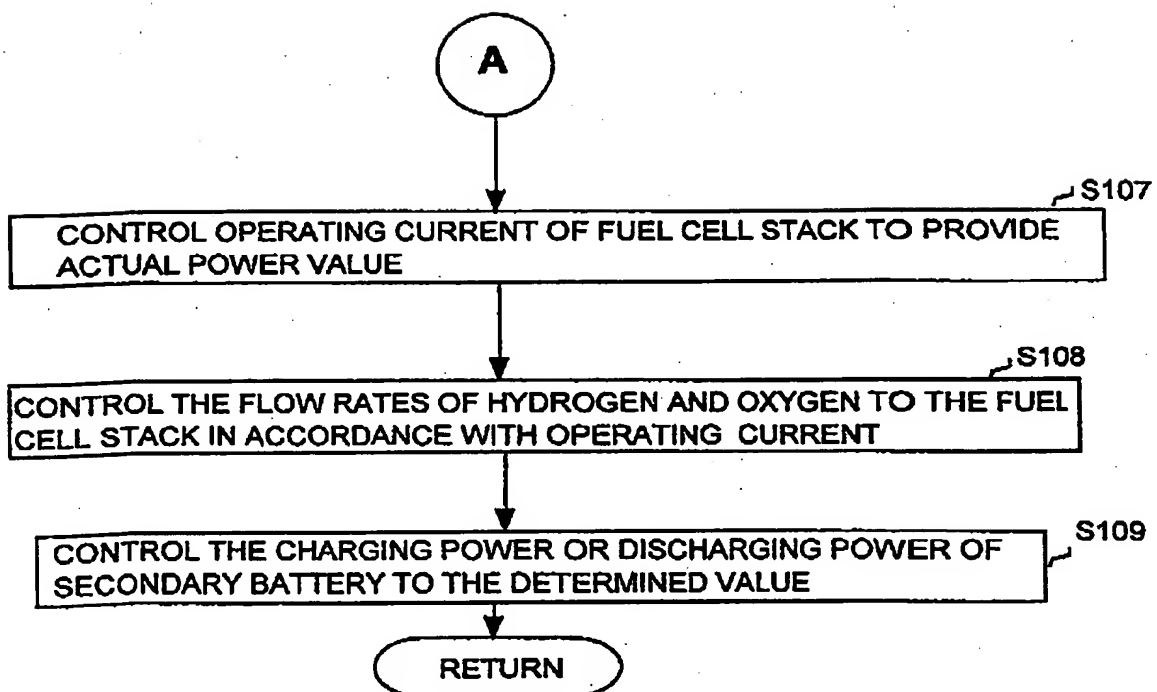 A
S107
CONTROL OPERATING CURRENT OF FUEL CELL STACK TO PROVIDE
ACTUAL POWER VALUE
S108
CONTROL THE FLOW RATES OF HYDROGEN AND OXYGEN TO THE FUEL
CELL STACK IN ACCORDANCE WITH OPERATING CURRENT
S109
CONTROL THE CHARGING POWER OR DISCHARGING POWER OF
SECONDARY BATTERY TO THE DETERMINED VALUE
RETURN